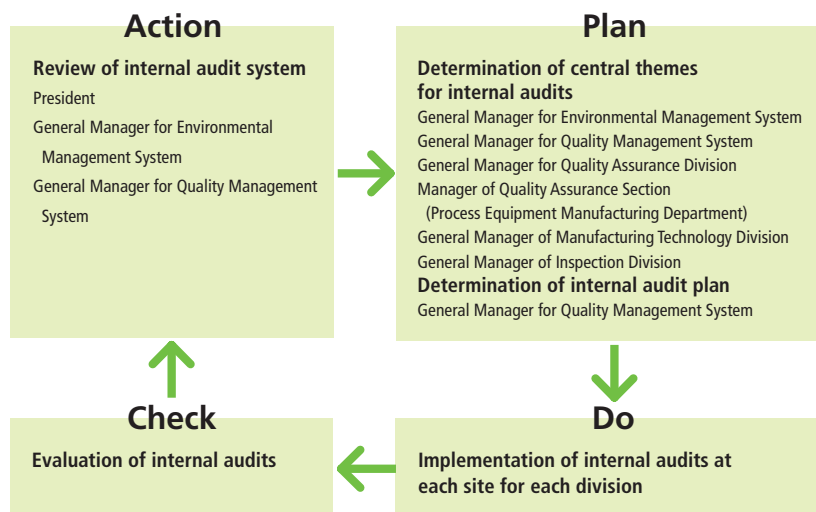 Action
Review of internal audit system
President
General Manager for Environmental
Management System
General Manager for Quality Management
System
Plan
Determination of central themes
for internal audits
General Manager for Environmental Management System
General Manager for Quality Management System
General Manager for Quality Assurance Division
Manager of Quality Assurance Section
(Process Equipment Manufacturing Department)
General Manager of Manufacturing Technology Division
General Manager of Inspection Division
Determination of internal audit plan
General Manager for Quality Management System
Check
Evaluation of internal audits
Do
Implementation of internal audits at
each site for each division